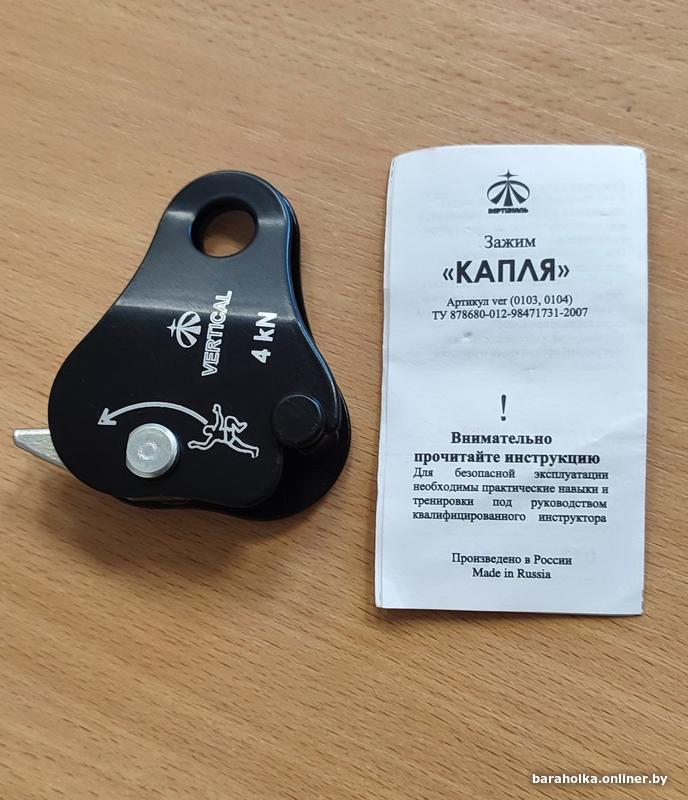 VERTICAL
4 kN
ВЕРТИКАЛЬ
Зажим
«КАПЛЯ»
Артикул ver (0103, 0104)
ТУ 878680-012-98471731-2007
!
Внимательно
прочитайте инструкцию
Для безопасной эксплуатации
необходимы практические навыки и
тренировки под руководством
квалифицированного инструктора
Произведено в России
Made in Russia
baraholka.onliner.by